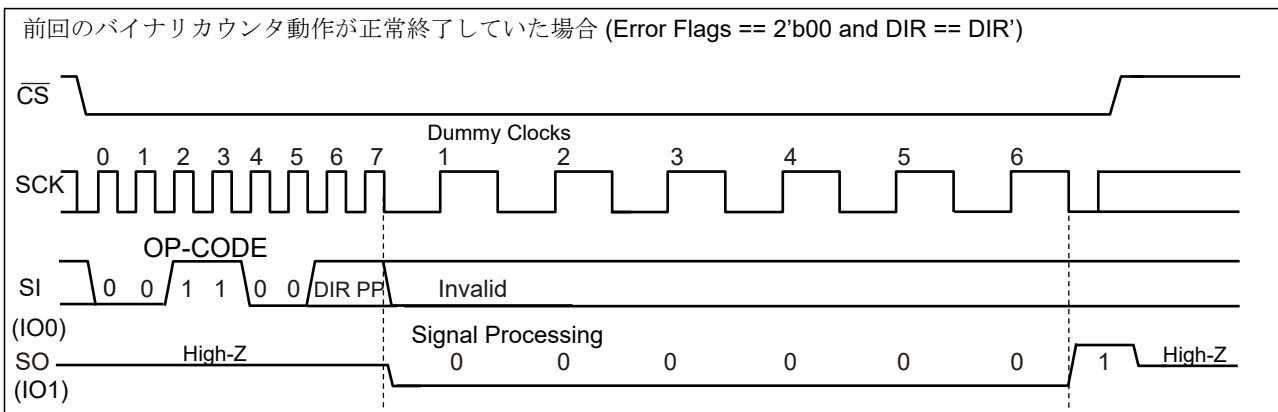 前回のバイナリカウンタ動作が正常終了していた場合 (Error Flags == 2'b00 and DIR == DIR')
CS
Dummy Clocks
0 1 2 3 4 5 6 7 1 2 3 4 5 6
SCK
OP-CODE
SI 0 0 1 1 0 0 DIR PP Invalid
(IO0)
Signal Processing
SO High-Z 0 0 0 0 0 0 1 High-Z
(IO1)